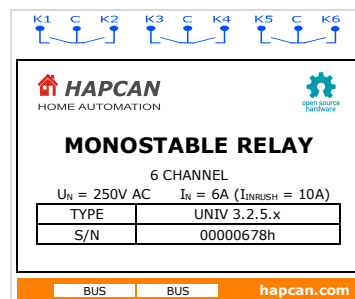 K1 C K2 K3 C K4 K5 C K6
HAPCAN
HOME AUTOMATION
open source
hardware
MONOSTABLE RELAY
6 CHANNEL
UN = 250V AC IN = 6A (IINRUSH = 10A)
TYPE UNIV 3.2.5.x
S/N 00000678h
BUS BUS hapcan.com